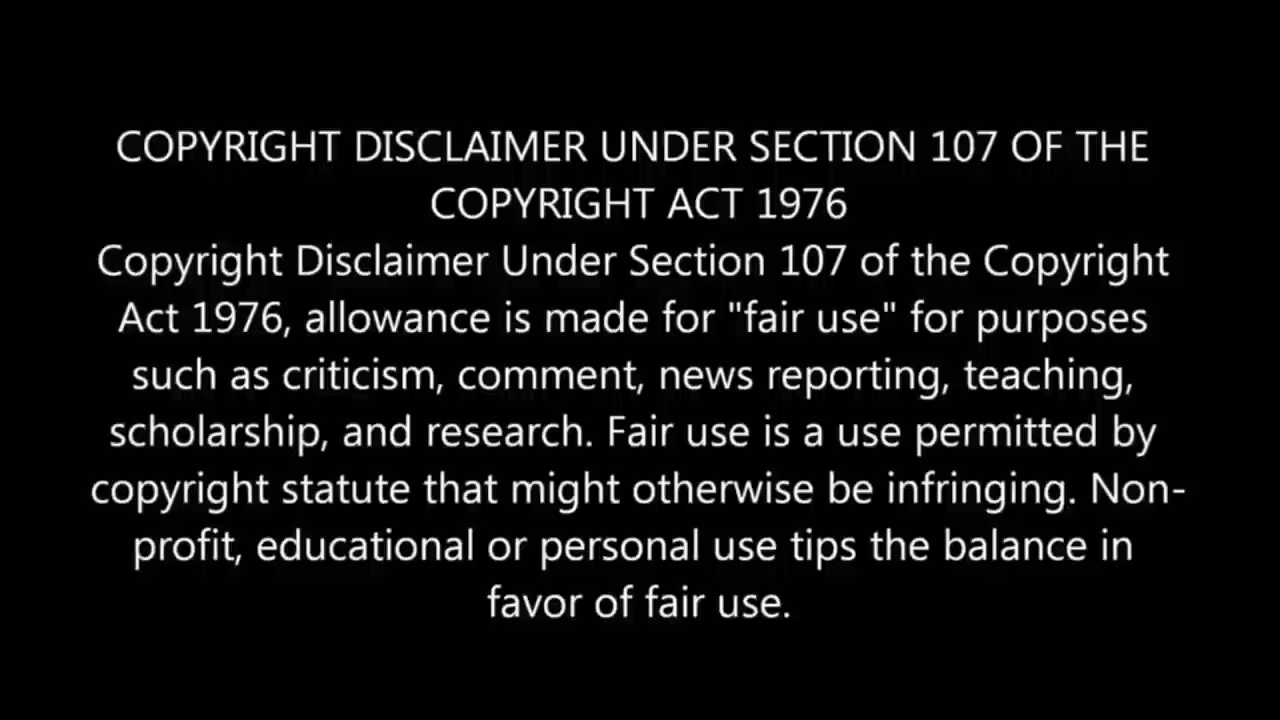 COPYRIGHT DISCLAIMER UNDER SECTION 107 OF THE
COPYRIGHT ACT 1976
Copyright Disclaimer Under Section 107 of the Copyright
Act 1976, allowance is made for "fair use" for purposes
such as criticism, comment, news reporting, teaching,
scholarship, and research. Fair use is a use permitted by
copyright statute that might otherwise be infringing. Non-
profit, educational or personal use tips the balance in
favor of fair use.